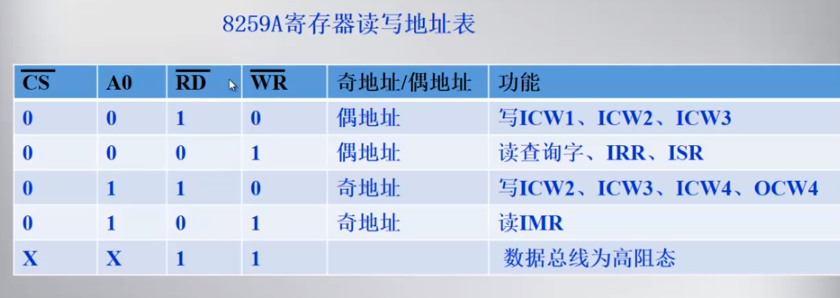 8259A寄存器读写地址表
CS A0 RD WR 奇地址/偶地址 功能
0 0 1 0 偶地址 写ICW1、ICW2、ICW3
0 0 0 1 偶地址 读查询字、IRR、ISR
0 1 1 0 奇地址 写ICW2、ICW3、ICW4、OCW4
0 1 0 1 奇地址 读IMR
X X 1 1 数据总线为高阻态